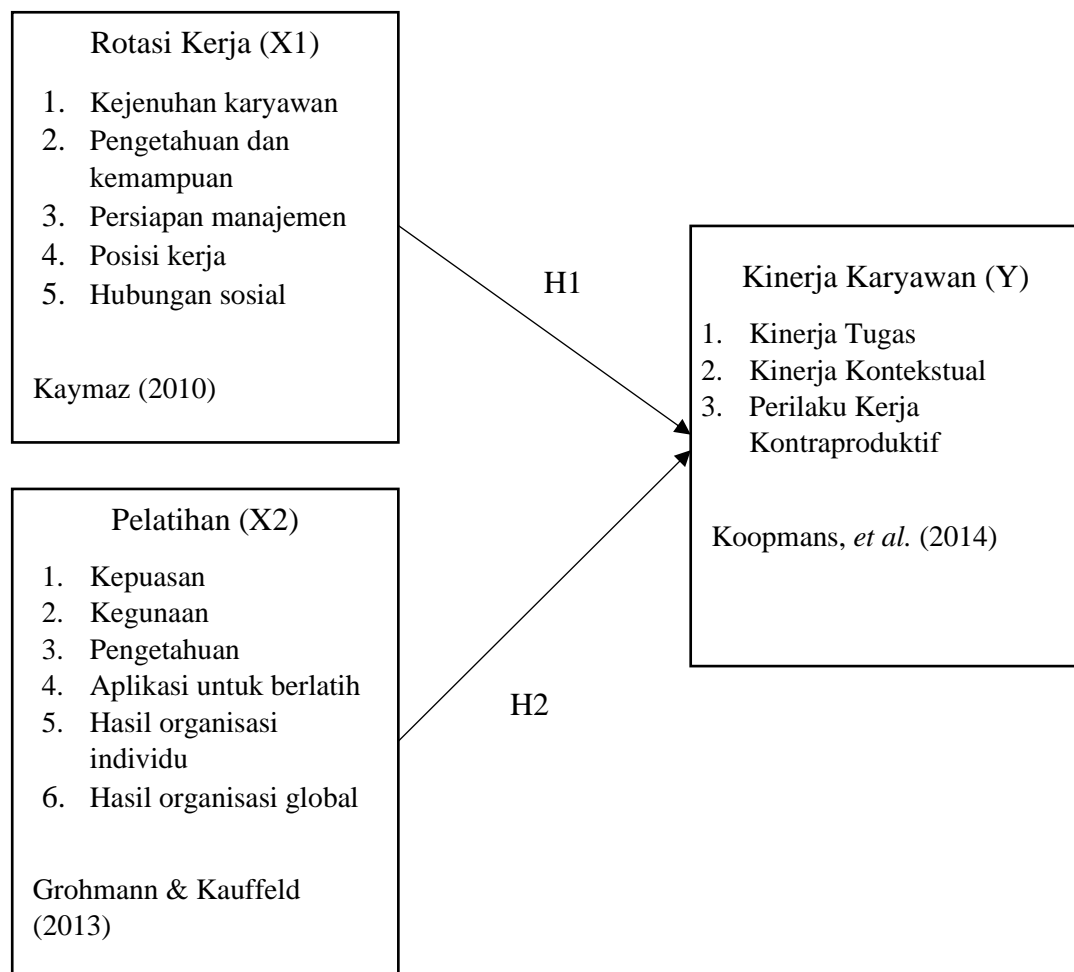 Rotasi Kerja (X1)
1. Kejenuhan karyawan
2. Pengetahuan dan
kemampuan
3. Persiapan manajemen
4. Posisi kerja
5. Hubungan sosial
Kaymaz (2010)
H1
Kinerja Karyawan (Y)
1. Kinerja Tugas
2. Kinerja Kontekstual
3. Perilaku Kerja
Kontraproduktif
Koopmans, et al. (2014)
Pelatihan (X2)
1. Kepuasan
2. Kegunaan
3. Pengetahuan
4. Aplikasi untuk berlatih
5. Hasil organisasi
individu
6. Hasil organisasi global
Grohmann & Kauffeld
(2013)
H2